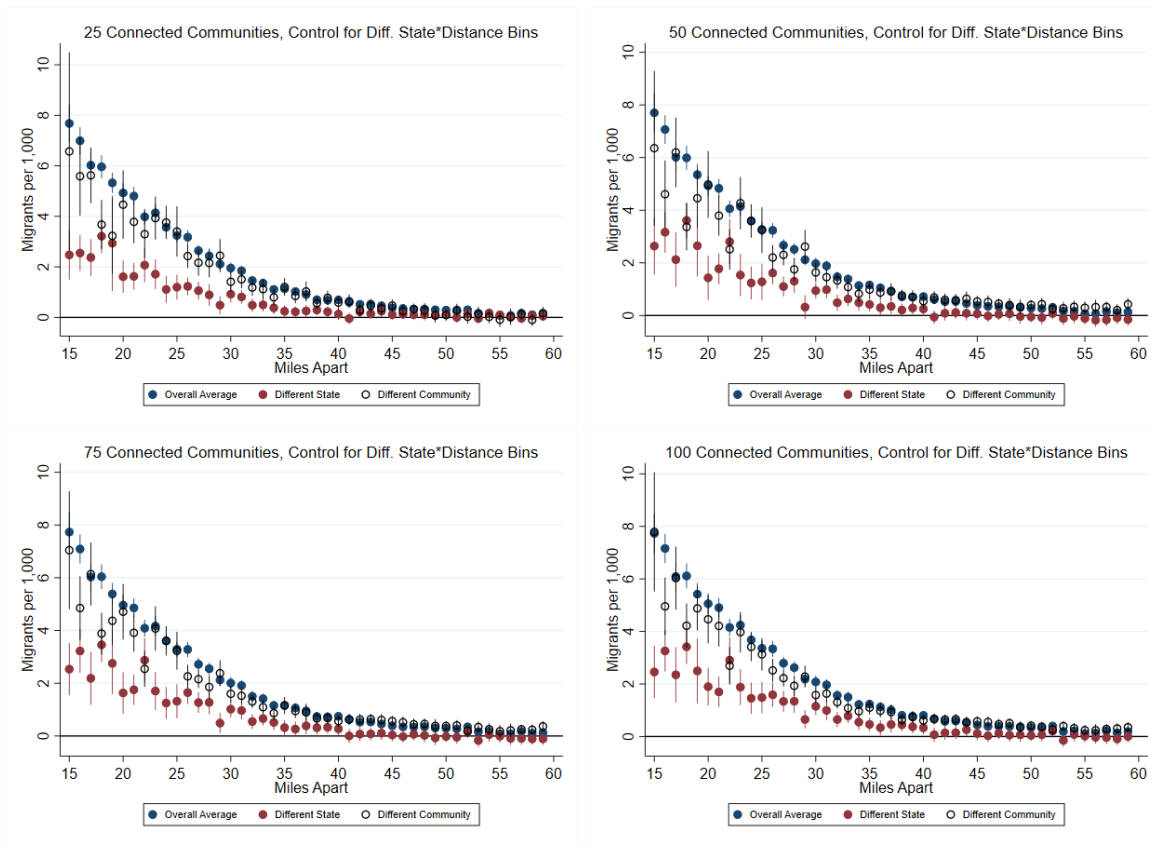 25 Connected Communities, Control for Diff. State*Distance Bins
Migrants per 1,000
10
8
6
4
2
0
15 20 25 30 35 40 45 50 55 60
Miles Apart
Overall Average Different State Different Community
50 Connected Communities, Control for Diff. State*Distance Bins
Migrants per 1,000
10
8
6
4
2
0
15 20 25 30 35 40 45 50 55 60
Miles Apart
Overall Average Different State Different Community
75 Connected Communities, Control for Diff. State*Distance Bins
Migrants per 1,000
10
8
6
4
2
0
15 20 25 30 35 40 45 50 55 60
Miles Apart
Overall Average Different State Different Community
100 Connected Communities, Control for Diff. State*Distance Bins
Migrants per 1,000
10
8
6
4
2
0
15 20 25 30 35 40 45 50 55 60
Miles Apart
Overall Average Different State Different Community